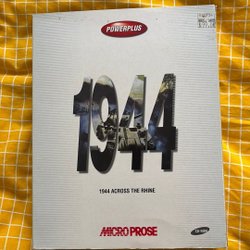 POWERPLUS
1944
1944 ACROSS THE RHINE
MICROPROSE